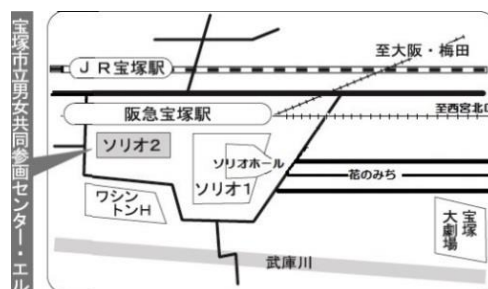 宝塚市立男女共同参画センター・エル
JR宝塚駅
至大阪・梅田
阪急宝塚駅
至西宮北口
ソリオ2
ソリオホール
ソリオ1
花のみち
ワシン
トンH
宝塚
大劇場
武庫川